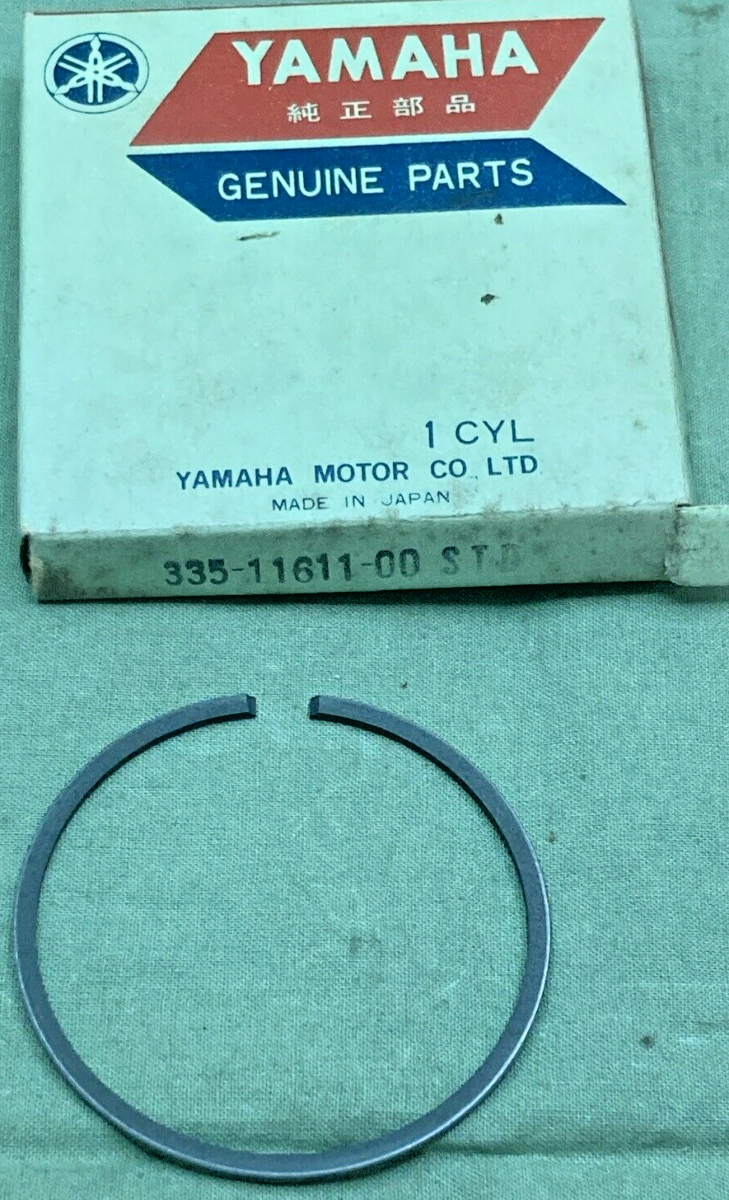 YAMAHA
純正部品
GENUINE PARTS
1 CYL
YAMAHA MOTOR CO., LTD
MADE IN JAPAN
335-11611-00 STD